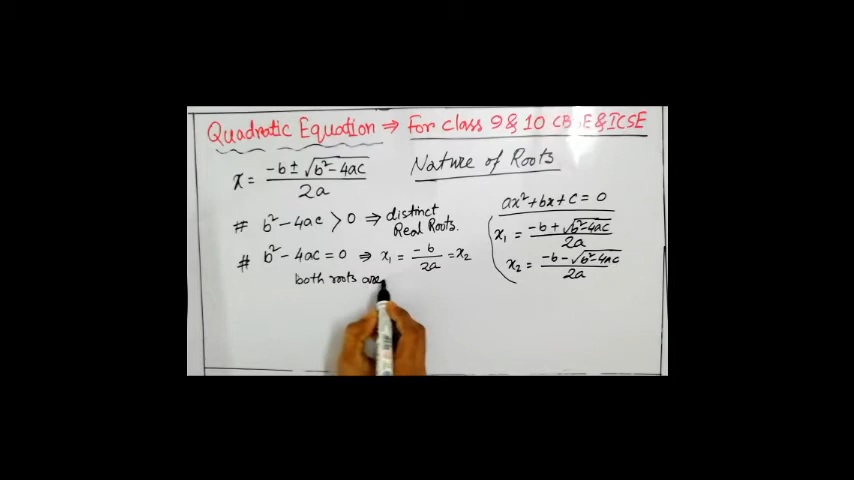 Quadratic Equation ⇒ For Class 9 & 10 CBSE & ICSE
Nature of Roots
x = -b ± √b²-4ac / 2a
# b² - 4ac > 0 ⇒ distinct
Real Roots.
# b² - 4ac = 0 ⇒ x₁ = -b / 2a = x₂
both roots are
ax² + bx + c = 0
x₁ = -b + √b²-4ac / 2a
x₂ = -b - √b²-4ac / 2a